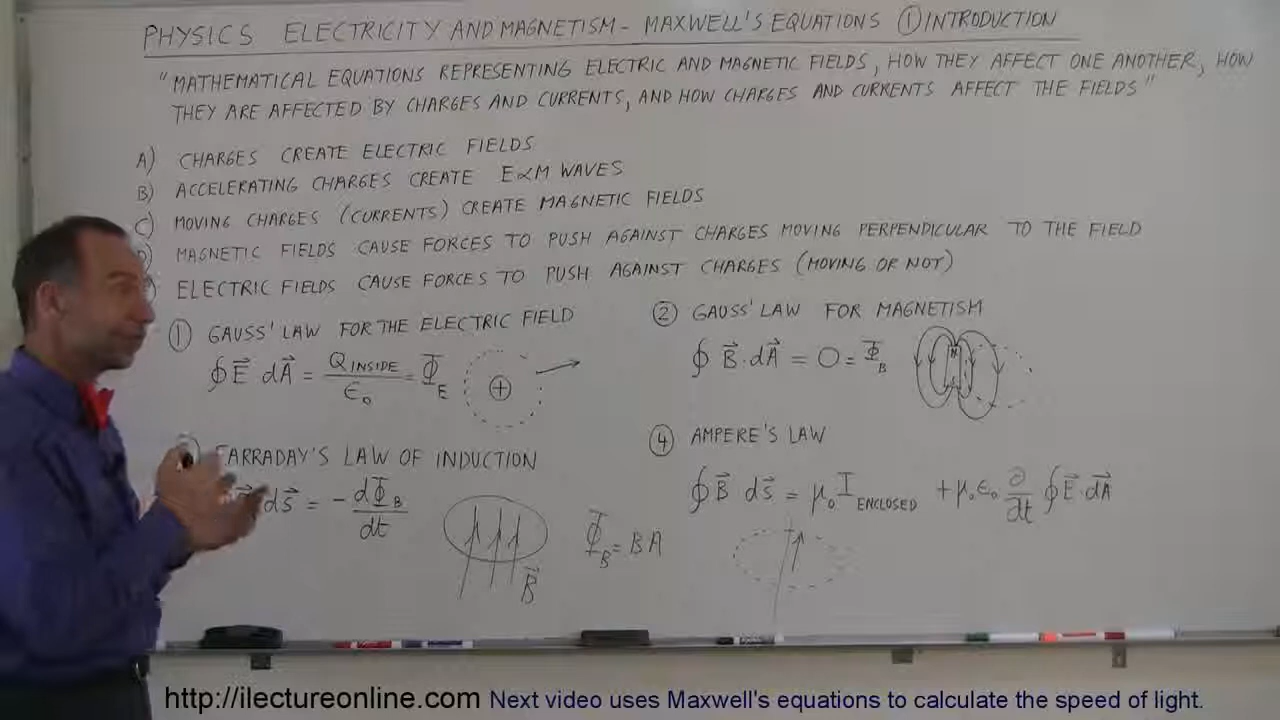 PHYSICS ELECTRICITY AND MAGNETISM - MAXWELL'S EQUATIONS ① INTRODUCTION
"MATHEMATICAL EQUATIONS REPRESENTING ELECTRIC AND MAGNETIC FIELDS, HOW THEY AFFECT ONE ANOTHER, HOW
THEY ARE AFFECTED BY CHARGES AND CURRENTS, AND HOW CHARGES AND CURRENTS AFFECT THE FIELDS"
A) CHARGES CREATE ELECTRIC FIELDS
B) ACCELERATING CHARGES CREATE E∝M WAVES
C) MOVING CHARGES (CURRENTS) CREATE MAGNETIC FIELDS
D) MAGNETIC FIELDS CAUSE FORCES TO PUSH AGAINST CHARGES MOVING PERPENDICULAR TO THE FIELD
) ELECTRIC FIELDS CAUSE FORCES TO PUSH AGAINST CHARGES (MOVING OR NOT)
① GAUSS' LAW FOR THE ELECTRIC FIELD
∮ E⃗ dA⃗ = Q INSIDE / ϵ₀ = Φ_E
+
② GAUSS' LAW FOR MAGNETISM
∮ B⃗ · dA⃗ = 0 = Φ_B
FARRADAY'S LAW OF INDUCTION
ds⃗ = - dΦ_B / dt
B⃗
Φ_B = BA
④ AMPERE'S LAW
∮ B⃗ ds⃗ = μ₀ I ENCLOSED + μ₀ ϵ₀ ∂/∂t ∮ E⃗ · dA⃗
http://ilectureonline.com Next video uses Maxwell's equations to calculate the speed of light.